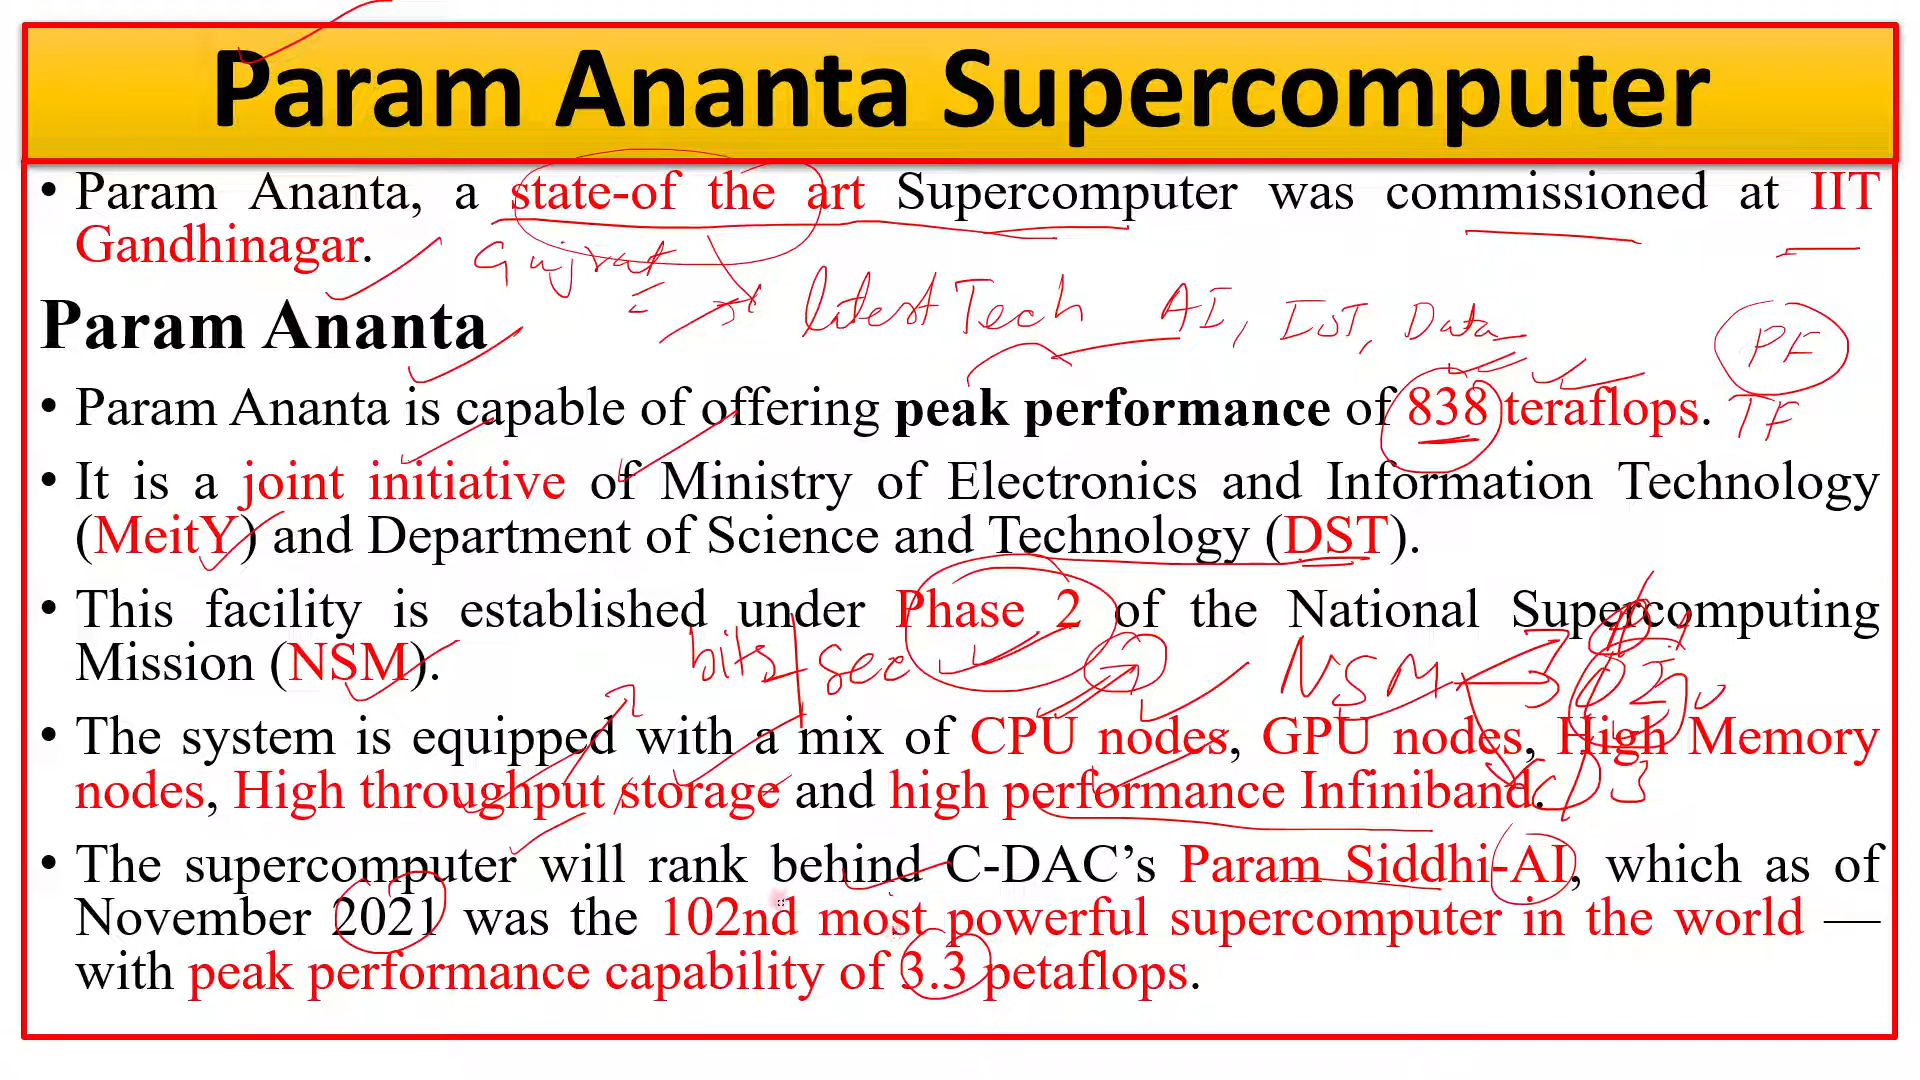 Param Ananta Supercomputer
• Param Ananta, a state-of the art Supercomputer was commissioned at IIT
Gandhinagar.
Gujrat
latest Tech AI, IoT, Data
Param Ananta
PF
• Param Ananta is capable of offering peak performance of 838 teraflops.
TF
• It is a joint initiative of Ministry of Electronics and Information Technology
(MeitY) and Department of Science and Technology (DST).
• This facility is established under Phase 2 of the National Supercomputing
Mission (NSM).
bits/sec
NSM
• The system is equipped with a mix of CPU nodes, GPU nodes, High Memory
nodes, High throughput storage and high performance Infiniband.
• The supercomputer will rank behind C-DAC’s Param Siddhi-AI, which as of
November 2021 was the 102nd most powerful supercomputer in the world —
with peak performance capability of 3.3 petaflops.